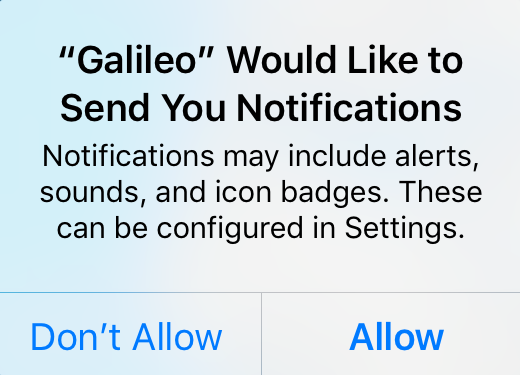 “Galileo” Would Like to
Send You Notifications
Notifications may include alerts,
sounds, and icon badges. These
can be configured in Settings.
Don’t Allow
Allow